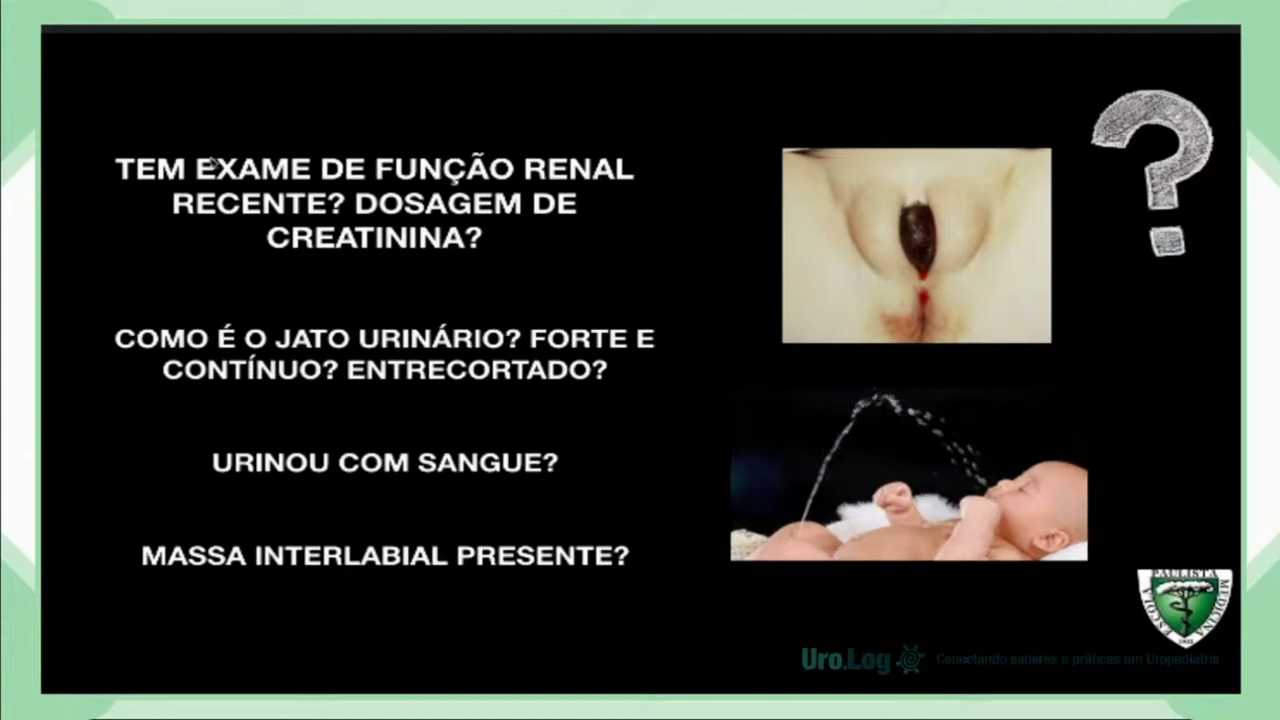 TEM EXAME DE FUNÇÃO RENAL
RECENTE? DOSAGEM DE
CREATININA?
COMO É O JATO URINÁRIO? FORTE E
CONTÍNUO? ENTRECORTADO?
URINOU COM SANGUE?
MASSA INTERLABIAL PRESENTE?
?
ESCOLA PAULISTA MEDICINA
Uro.Log
Conectando saberes e práticas em Uropediatria